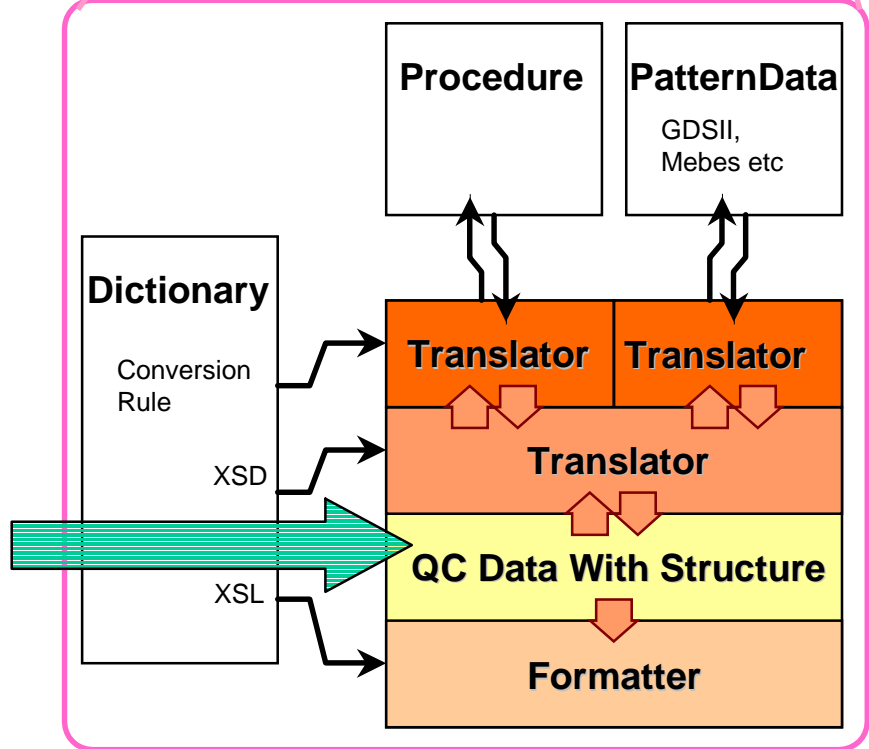 Procedure
PatternData
GDSII,
Mebes etc
Dictionary
Conversion
Rule
XSD
XSL
Translator
Translator
Translator
QC Data With Structure
Formatter